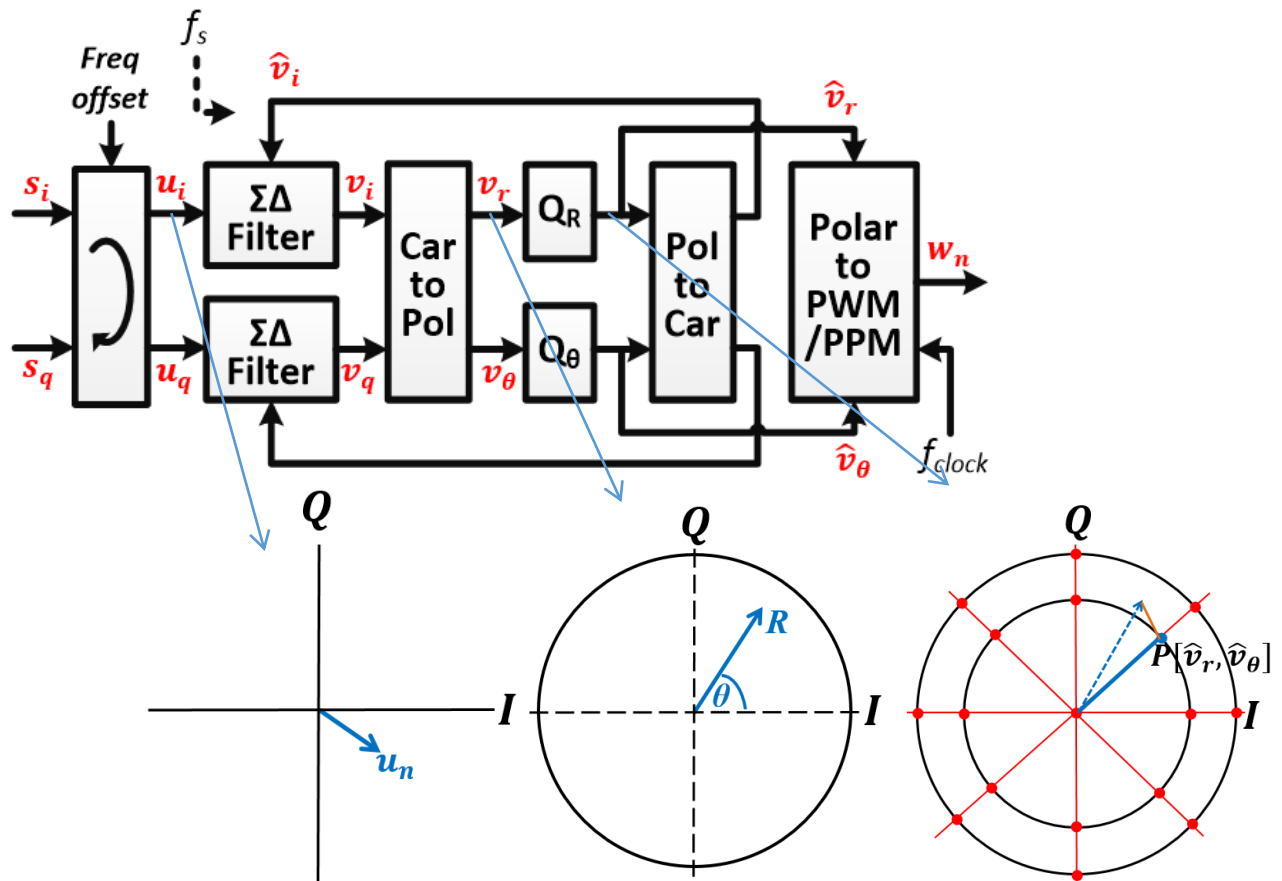 f_s
Freq
offset
v̂_i
v̂_r
s_i
u_i
ΣΔ
Filter
v_i
Car
to
Pol
v_r
Q_R
Pol
to
Car
Polar
to
PWM
/PPM
w_n
s_q
u_q
ΣΔ
Filter
v_q
v_θ
Q_θ
v̂_θ
f_clock
Q
I
u_n
Q
R
θ
I
Q
P[v̂_r, v̂_θ]
I